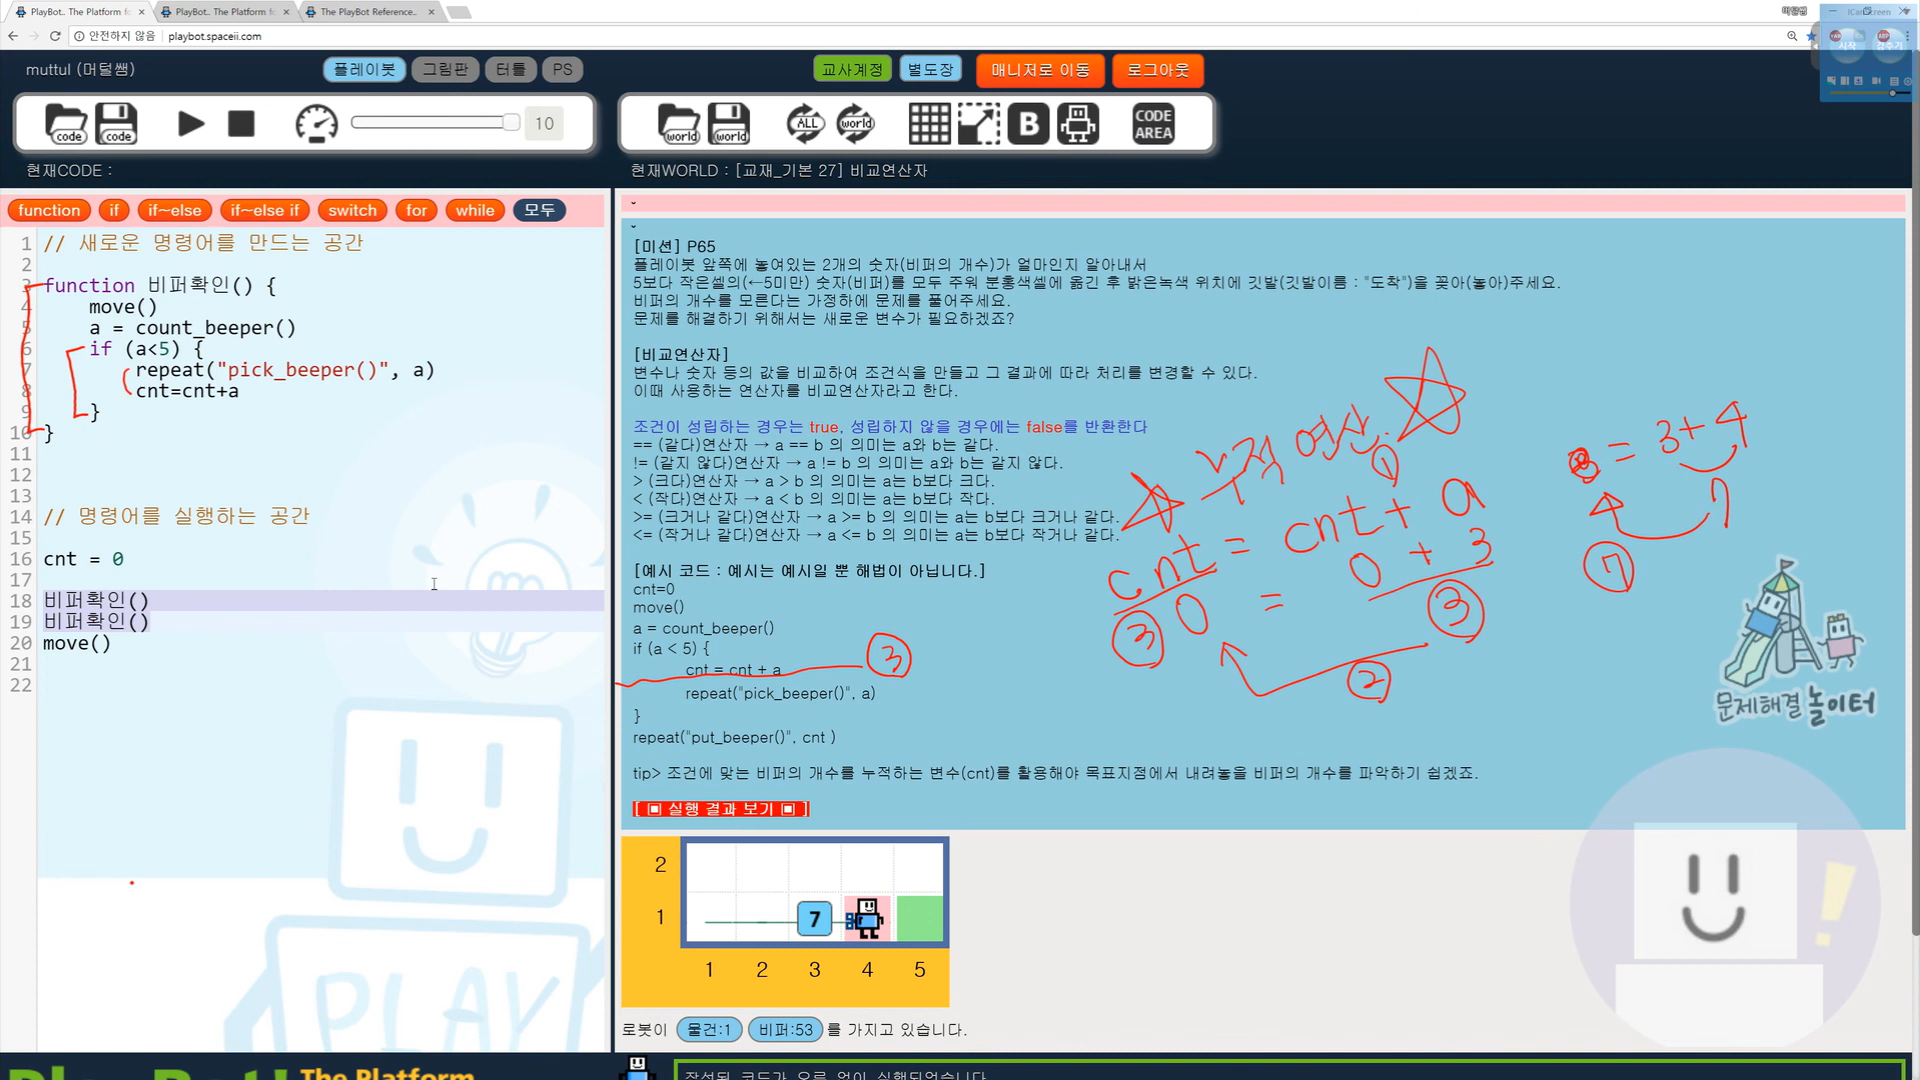 PlayBot.. The Platform fo
PlayBot.. The Platform fo
The PlayBot Reference..
안전하지 않음
playbot.spaceii.com
muttul (머털쌤)
플레이봇
그림판
터틀
PS
교사계정
별도장
매니저로 이동
로그아웃
code
code
10
world
world
ALL
world
B
CODE AREA
현재CODE :
현재WORLD : [교재_기본 27] 비교연산자
function
if
if~else
if~else if
switch
for
while
모두
1 // 새로운 명령어를 만드는 공간
2
3 function 비퍼확인() {
4 move()
5 a = count_beeper()
6 if (a<5) {
7 repeat("pick_beeper()", a)
8 cnt=cnt+a
9 }
10 }
11
12
13
14 // 명령어를 실행하는 공간
15
16 cnt = 0
17
18 비퍼확인()
19 비퍼확인()
20 move()
21
22
[미션] P65
플레이봇 앞쪽에 놓여있는 2개의 숫자(비퍼의 개수)가 얼마인지 알아내서
5보다 작은셀의(←5미만) 숫자(비퍼)를 모두 주워 분홍색셀에 옮긴 후 밝은녹색 위치에 깃발(깃발이름 : "도착")을 꽂아(놓아)주세요.
비퍼의 개수를 모른다는 가정하에 문제를 풀어주세요.
문제를 해결하기 위해서는 새로운 변수가 필요하겠죠?
[비교연산자]
변수나 숫자 등의 값을 비교하여 조건식을 만들고 그 결과에 따라 처리를 변경할 수 있다.
이때 사용하는 연산자를 비교연산자라고 한다.
조건이 성립하는 경우는 true, 성립하지 않을 경우에는 false를 반환한다
== (같다)연산자 → a == b 의 의미는 a와 b는 같다.
!= (같지 않다)연산자 → a != b 의 의미는 a와 b는 같지 않다.
> (크다)연산자 → a > b 의 의미는 a는 b보다 크다.
< (작다)연산자 → a < b 의 의미는 a는 b보다 작다.
>= (크거나 같다)연산자 → a >= b 의 의미는 a는 b보다 크거나 같다.
<= (작거나 같다)연산자 → a <= b 의 의미는 a는 b보다 작거나 같다.
[예시 코드 : 예시는 예시일 뿐 해법이 아닙니다.]
cnt=0
move()
a = count_beeper()
if (a < 5) {
cnt = cnt + a
repeat("pick_beeper()", a)
}
repeat("put_beeper()", cnt )
tip> 조건에 맞는 비퍼의 개수를 누적하는 변수(cnt)를 활용해야 목표지점에서 내려놓을 비퍼의 개수를 파악하기 쉽겠죠.
[ ▣ 실행 결과 보기 ▣ ]
누적 연산.
①
cnt = cnt + a
0 = 0 + 3
③
③
②
③
= 3 + 4
4 7
⑦
문제해결 놀이터
2
1
7
1 2 3 4 5
로봇이 물건:1 비퍼:53 를 가지고 있습니다.
PLAY
PlayBot! The Platform
작성된 코드가 오류 없이 실행되었습니다